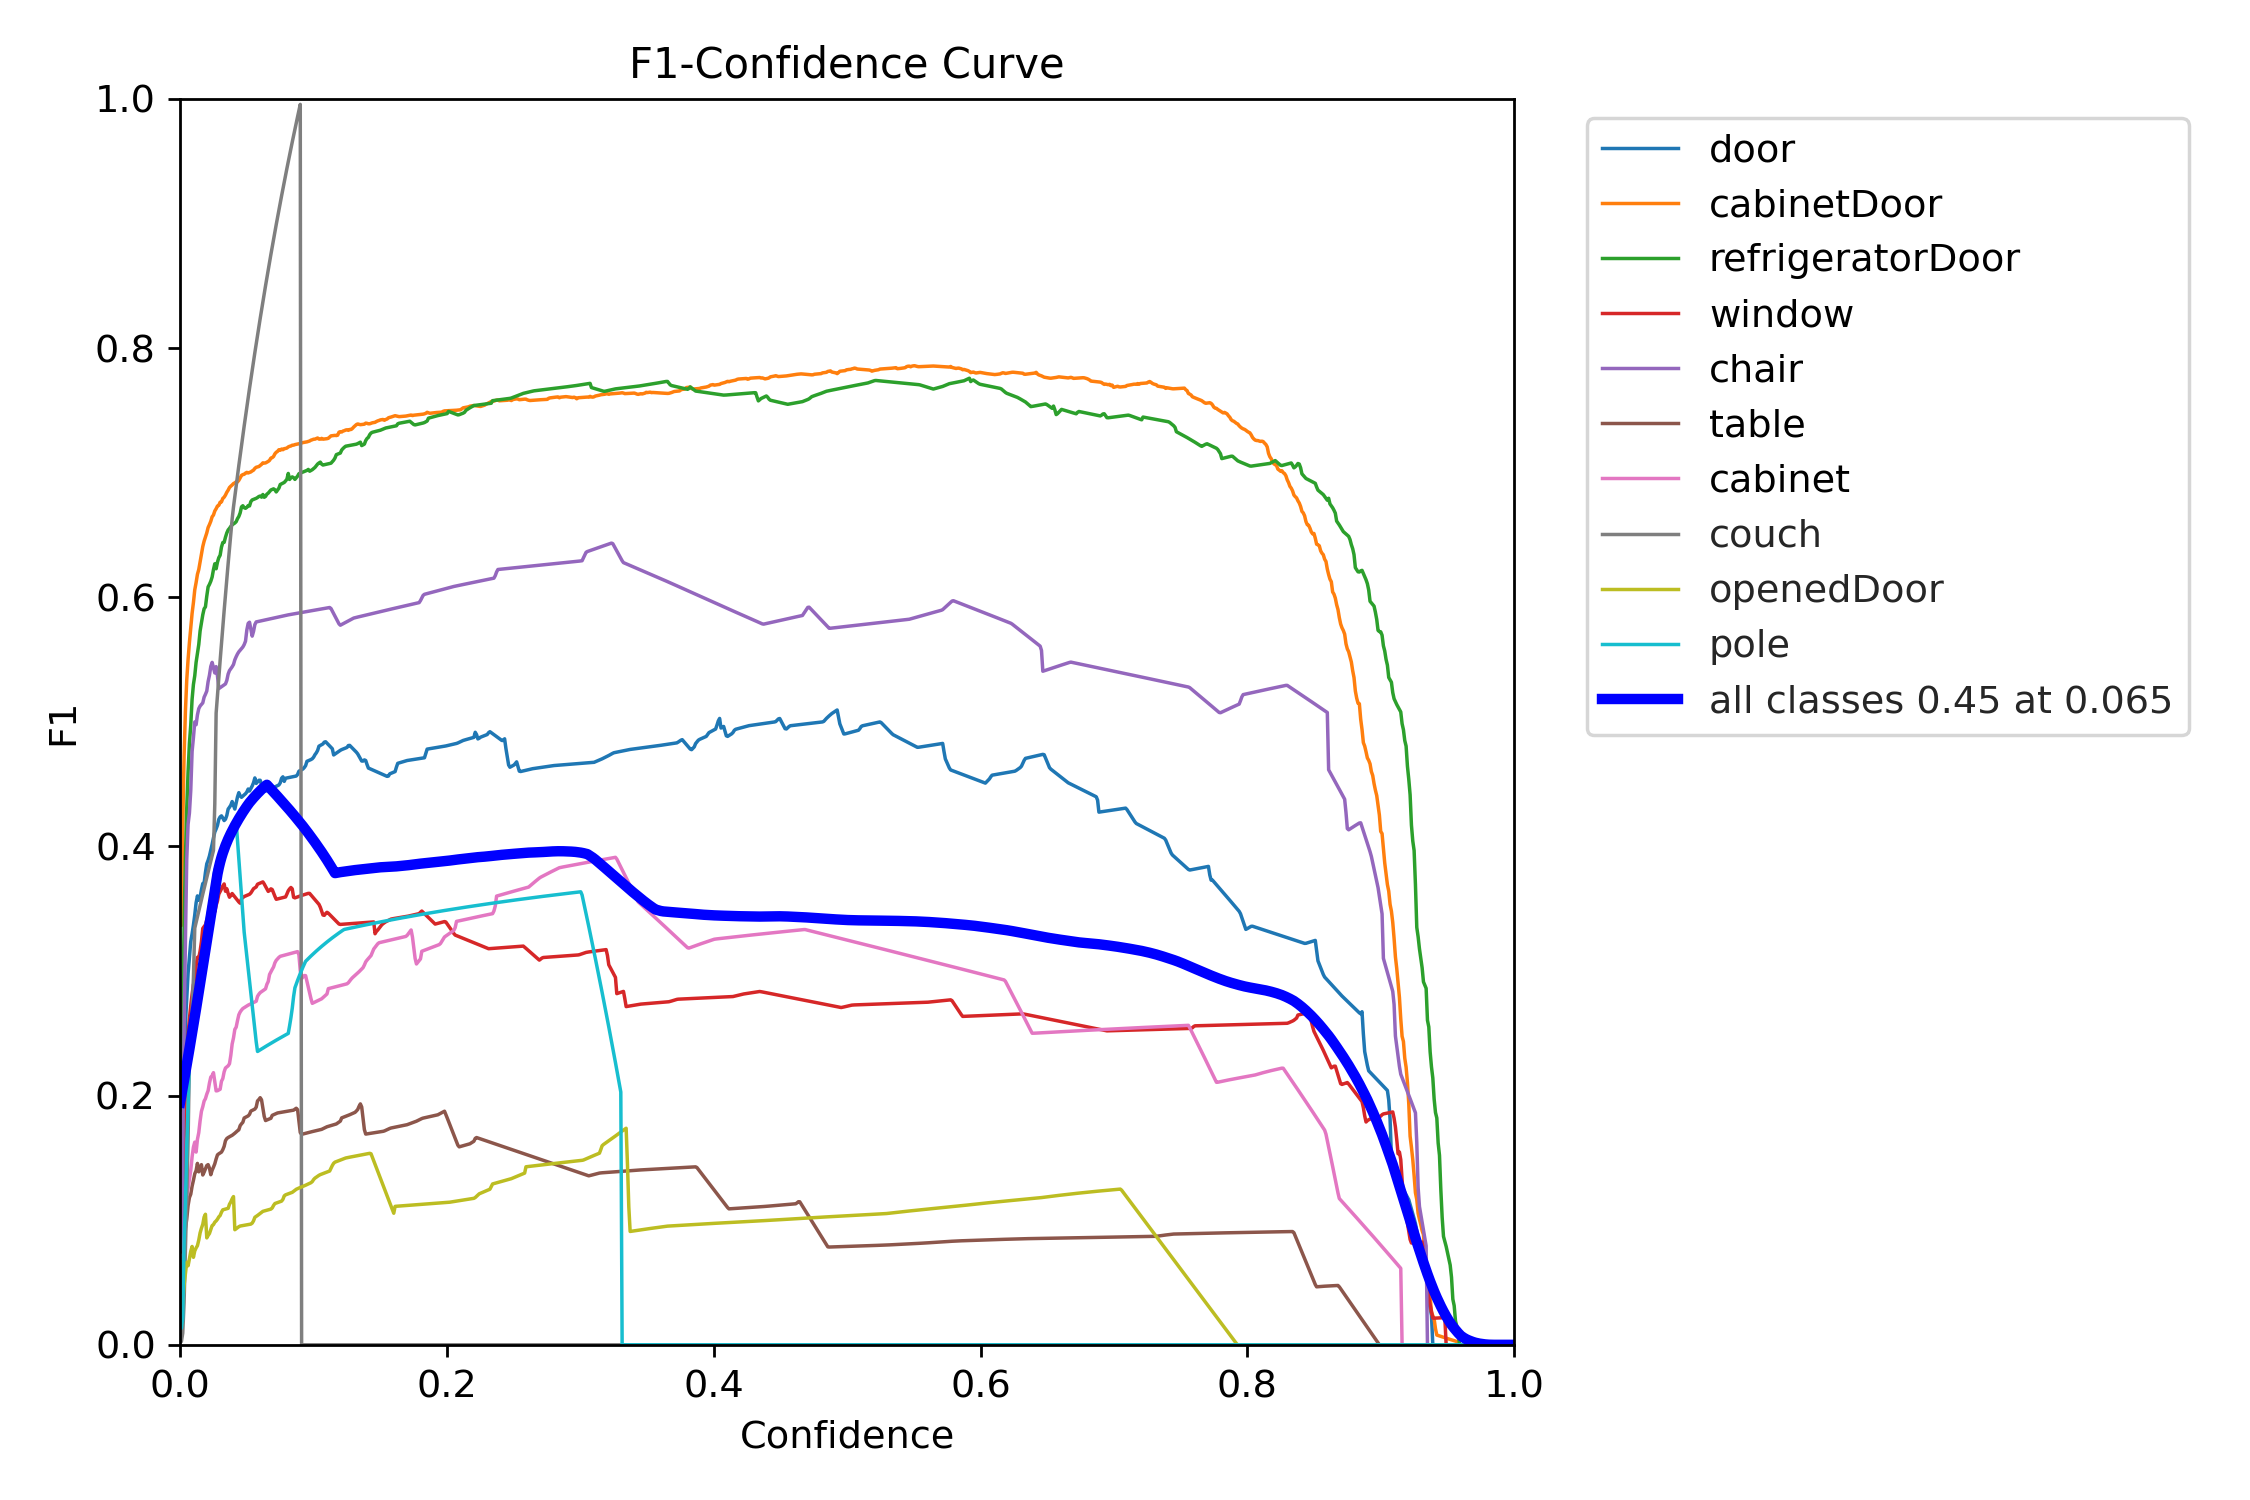 F1-Confidence Curve
1.0
0.8
0.6
0.4
0.2
0.0
F1
0.0 0.2 0.4 0.6 0.8 1.0
Confidence
door
cabinetDoor
refrigeratorDoor
window
chair
table
cabinet
couch
openedDoor
pole
all classes 0.45 at 0.065